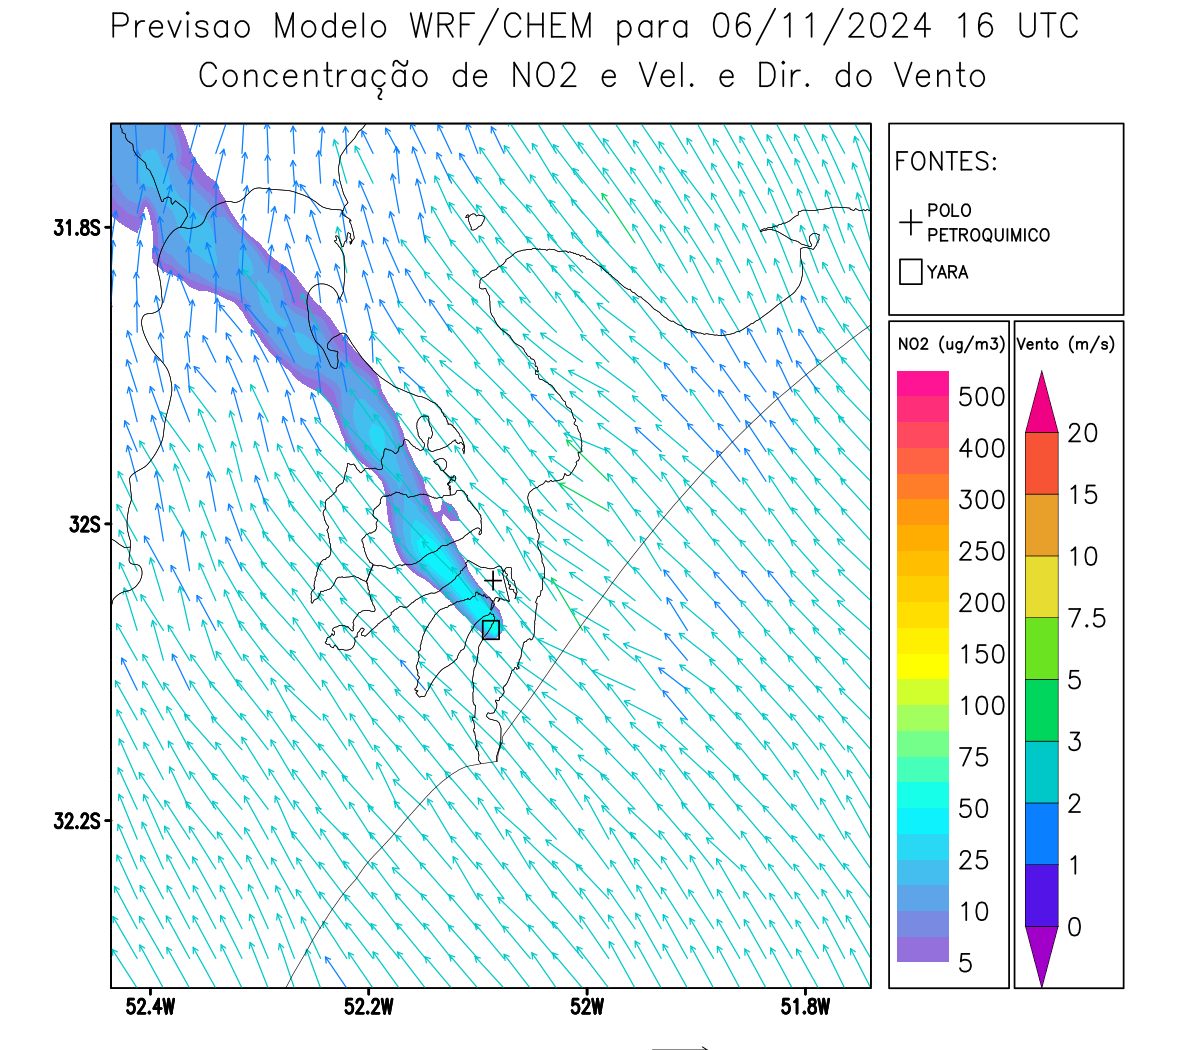 Previsao Modelo WRF/CHEM para 06/11/2024 16 UTC
Concentração de NO2 e Vel. e Dir. do Vento
FONTES:
POLO
PETROQUIMICO
YARA
NO2 (ug/m3)
500
400
300
250
200
150
100
75
50
25
10
5
Vento (m/s)
20
15
10
7.5
5
3
2
1
0
31.8S
32S
32.2S
52.4W
52.2W
52W
51.8W